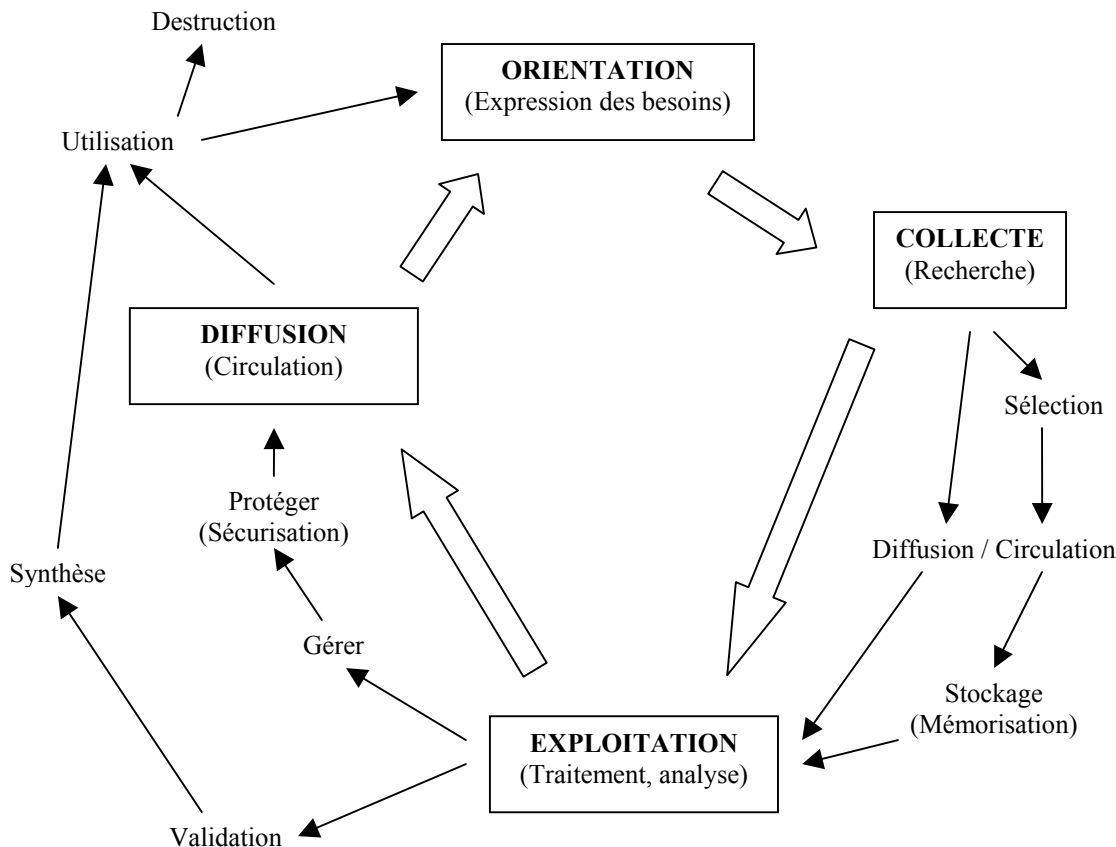 Destruction
ORIENTATION
(Expression des besoins)
Utilisation
COLLECTE
(Recherche)
DIFFUSION
(Circulation)
Sélection
Protéger
(Sécurisation)
Diffusion / Circulation
Synthèse
Gérer
Stockage
(Mémorisation)
EXPLOITATION
(Traitement, analyse)
Validation